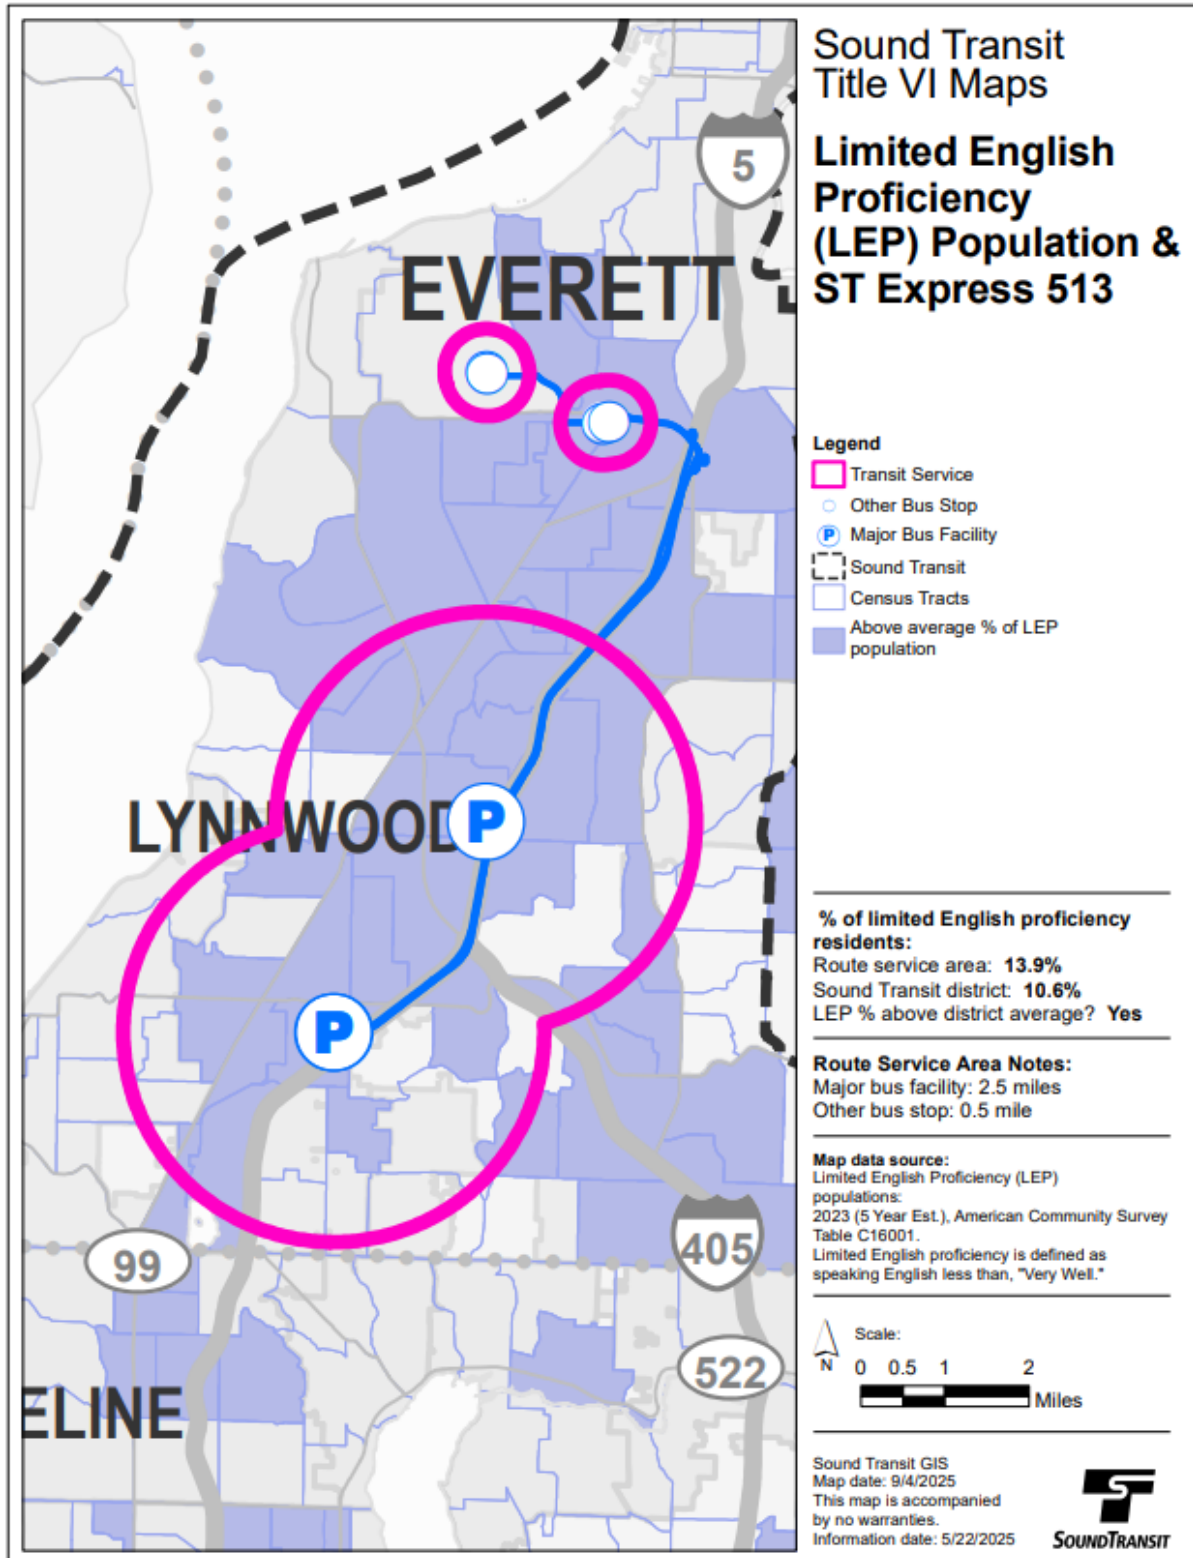 Sound Transit
Title VI Maps
Limited English
Proficiency
(LEP) Population &
ST Express 513
5
EVERETT
Legend
Transit Service
Other Bus Stop
P Major Bus Facility
Sound Transit
Census Tracts
Above average % of LEP
population
LYNNWOOD
P
P
% of limited English proficiency
residents:
Route service area: 13.9%
Sound Transit district: 10.6%
LEP % above district average? Yes
Route Service Area Notes:
Major bus facility: 2.5 miles
Other bus stop: 0.5 mile
Map data source:
Limited English Proficiency (LEP)
populations:
2023 (5 Year Est.), American Community Survey
Table C16001.
Limited English proficiency is defined as
speaking English less than, "Very Well."
99
405
522
ELINE
N
Scale:
0 0.5 1 2
Miles
Sound Transit GIS
Map date: 9/4/2025
This map is accompanied
by no warranties.
Information date: 5/22/2025
SOUNDTRANSIT